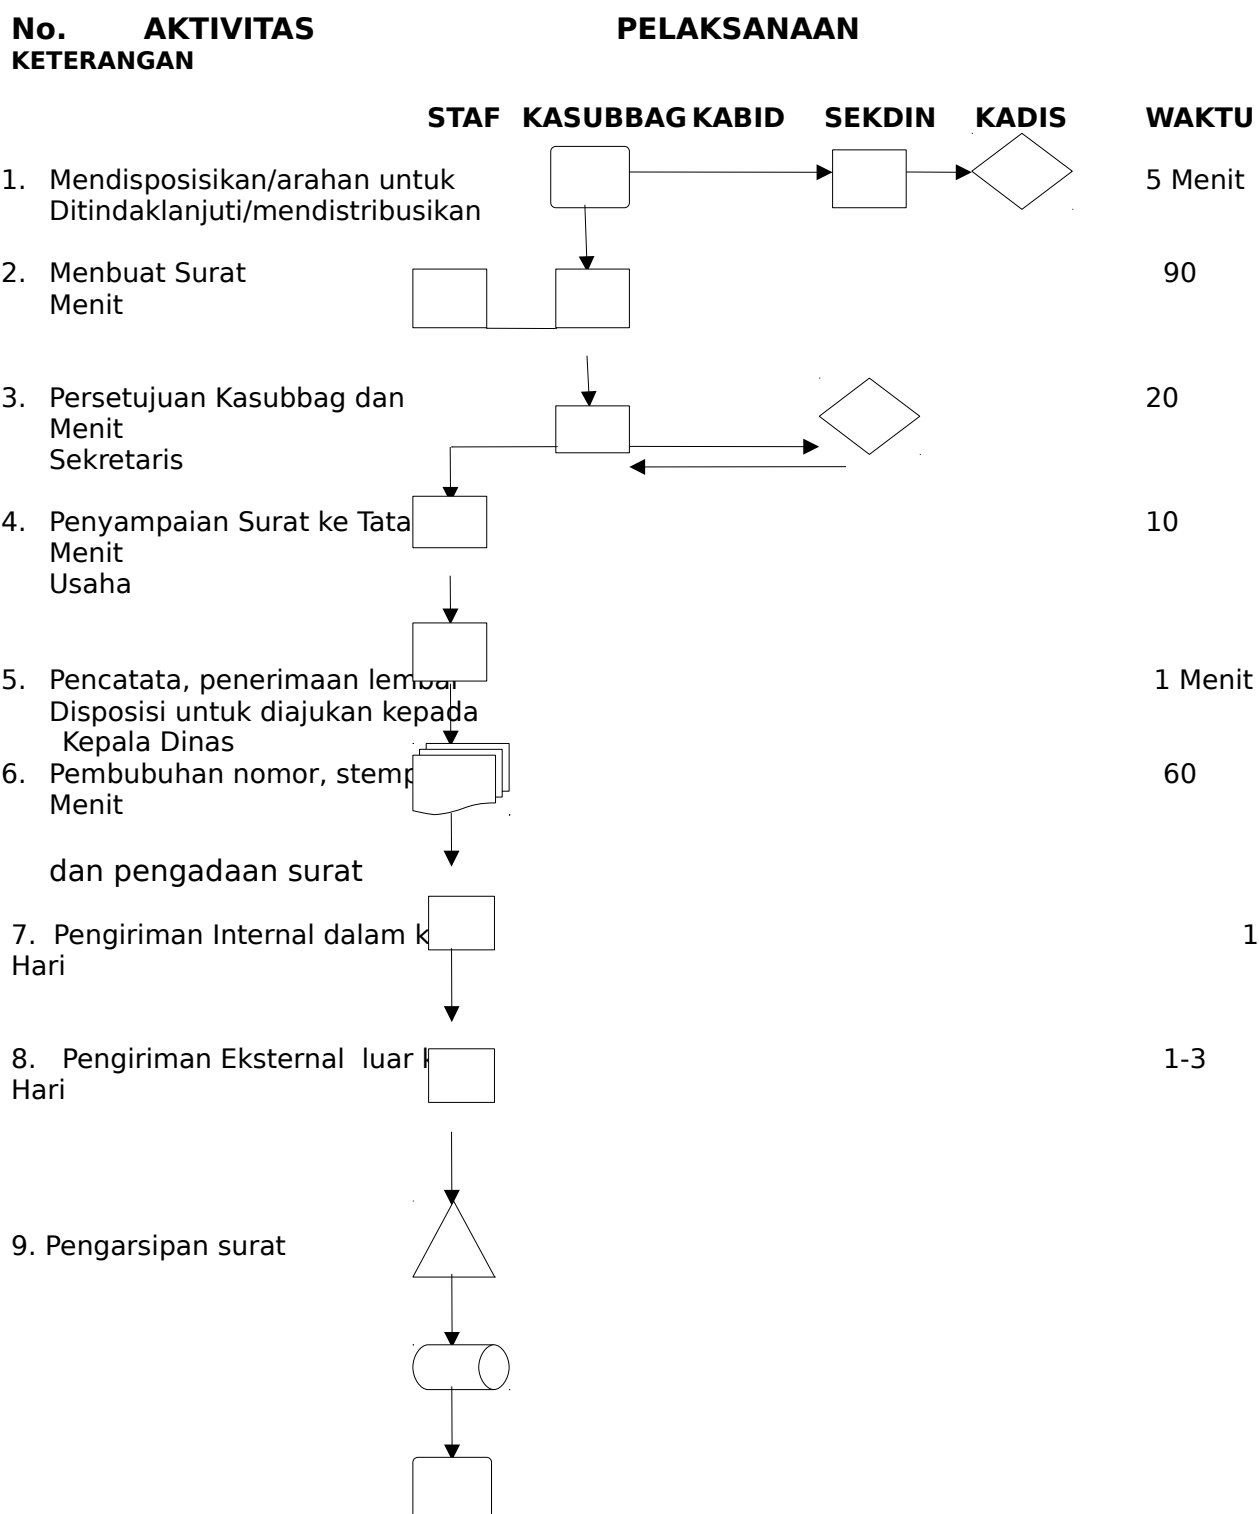 No. AKTIVITAS PELAKSANAAN
KETERANGAN
STAF KASUBBAG KABID SEKDIN KADIS WAKTU
1. Mendisposisikan/arahan untuk 5 Menit
Ditindaklanjuti/mendistribusikan
2. Menbuat Surat 90
Menit
3. Persetujuan Kasubbag dan 20
Menit
Sekretaris
4. Penyampaian Surat ke Tata 10
Menit
Usaha
5. Pencatata, penerimaan lembar 1 Menit
Disposisi untuk diajukan kepada
Kepala Dinas
6. Pembubuhan nomor, 60
Menit
dan pengadaan surat
7. Pengiriman Internal dalam 1
Hari
8. Pengiriman Eksternal luar 1-3
Hari
9. Pengarsipan surat